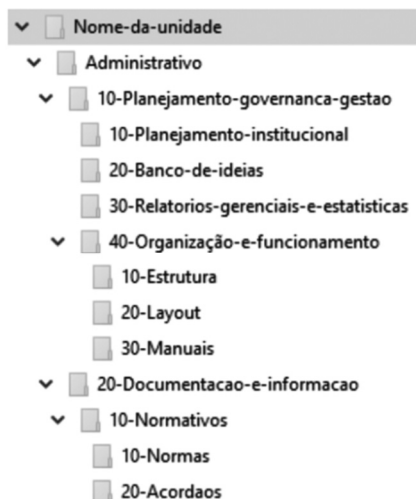 Nome-da-unidade
Administrativo
10-Planejamento-governanca-gestao
10-Planejamento-institucional
20-Banco-de-ideias
30-Relatorios-gerenciais-e-estatisticas
40-Organização-e-funcionamento
10-Estrutura
20-Layout
30-Manuais
20-Documentacao-e-informacao
10-Normativos
10-Normas
20-Acordaos